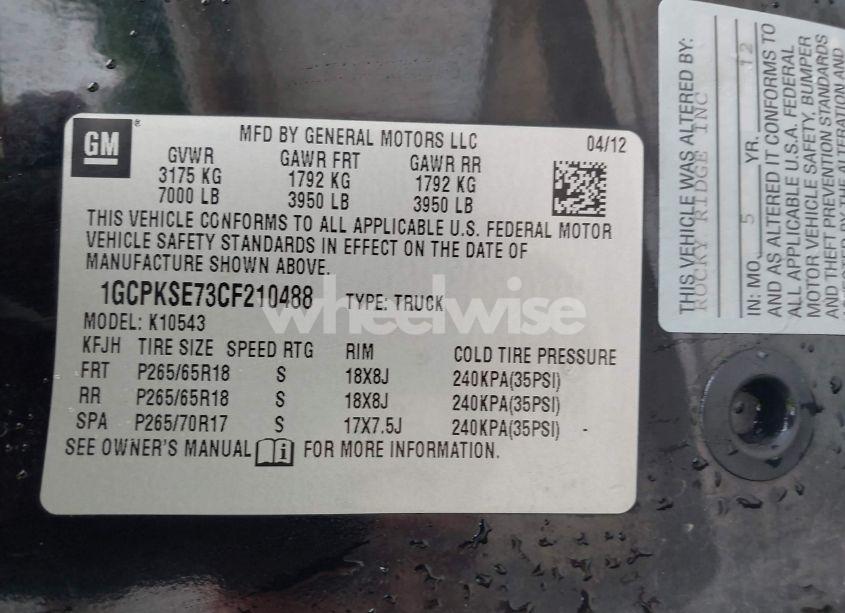 GM
MFD BY GENERAL MOTORS LLC 04/12
GVWR GAWR FRT GAWR RR
3175 KG 1792 KG 1792 KG
7000 LB 3950 LB 3950 LB
THIS VEHICLE CONFORMS TO ALL APPLICABLE U.S. FEDERAL MOTOR
VEHICLE SAFETY STANDARDS IN EFFECT ON THE DATE OF
MANUFACTURE SHOWN ABOVE.
1GCPKSE73CF210488 TYPE: TRUCK
MODEL: K10543
KFJH TIRE SIZE SPEED RTG RIM COLD TIRE PRESSURE
FRT P265/65R18 S 18X8J 240KPA(35PSI)
RR P265/65R18 S 18X8J 240KPA(35PSI)
SPA P265/70R17 S 17X7.5J 240KPA(35PSI) -
SEE OWNER'S MANUAL i FOR MORE INFORMATION.
wheelwise
THIS VEHICLE WAS ALTERED BY:
ROCKY RIDGE INC
IN: MO. 5 YR. 12
AND AS ALTERED IT CONFORMS TO
ALL APPLICABLE U.S.A. FEDERAL
MOTOR VEHICLE SAFETY, BUMPER
AND THEFT PREVENTION STANDARDS
BY THE ALTERATION AND